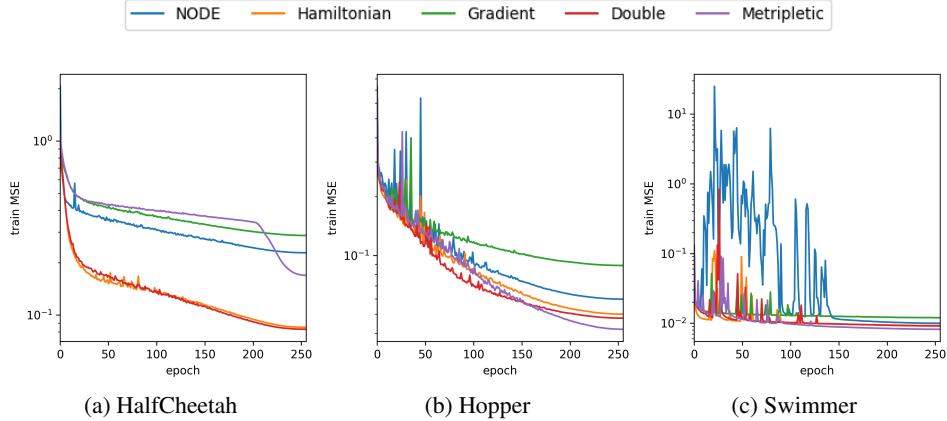 NODE Hamiltonian Gradient Double Metripletic
train MSE
10⁰
10⁻¹
0 50 100 150 200 250
epoch
(a) HalfCheetah
train MSE
10⁻¹
0 50 100 150 200 250
epoch
(b) Hopper
train MSE
10¹
10⁰
10⁻¹
10⁻²
0 50 100 150 200 250
epoch
(c) Swimmer